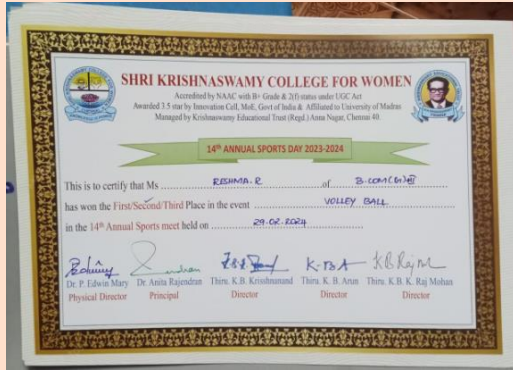 SHRI KRISHNASWAMY COLLEGE FOR WOMEN
Accredited by NAAC with B+ Grade & 2(f) status under UGC Act
Awarded 3.5 star by Innovation Cell, MoE, Govt of India & Affiliated to University of Madras
Managed by Krishnaswamy Educational Trust (Regd.) Anna Nagar, Chennai 40.
14th ANNUAL SPORTS DAY 2023-2024
This is to certify that Ms RESHMA.R of B.COM(G)
has won the First/Second/Third Place in the event VOLLEY BALL
in the 14th Annual Sports meet held on 29.02.2024
K.B.A K.B.Raj M
Dr. P. Edwin Mary Dr. Anita Rajendran Thiru. K.B. Krisshnanand Thiru. K. B. Arun Thiru. K.B. K. Raj Mohan
Physical Director Principal Director Director Director